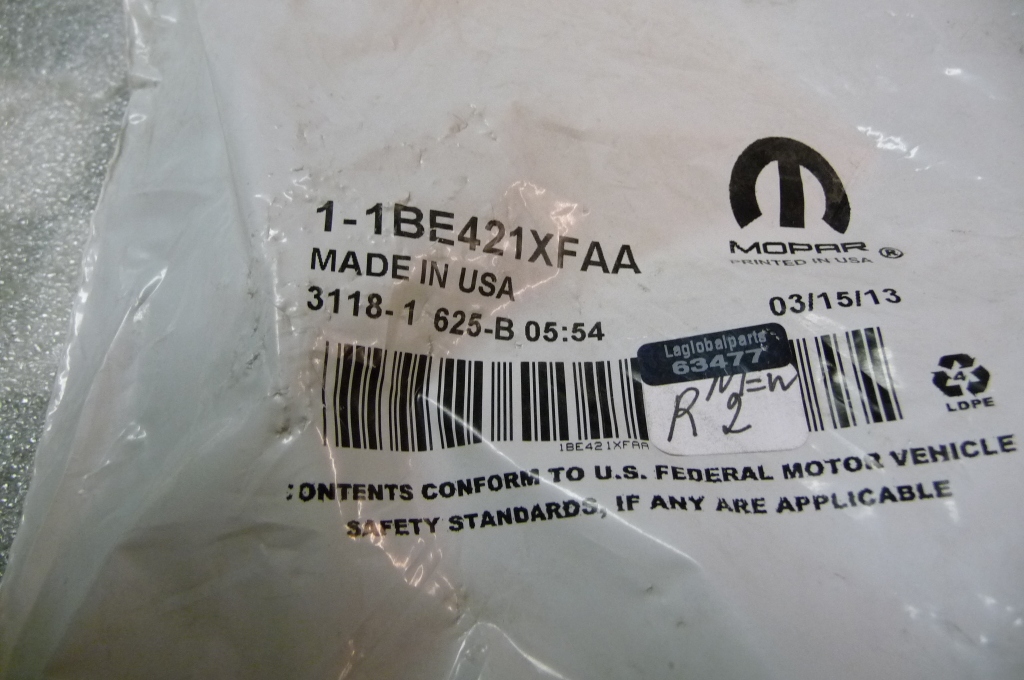 1-1BE421XFAA
MADE IN USA
3118-1 625-B 05:54
MOPAR®
PRINTED IN USA
03/15/13
Laglobalparts
63477
R 2
1BE421XFAA
4
LDPE
CONTENTS CONFORM TO U.S. FEDERAL MOTOR VEHICLE
SAFETY STANDARDS, IF ANY ARE APPLICABLE